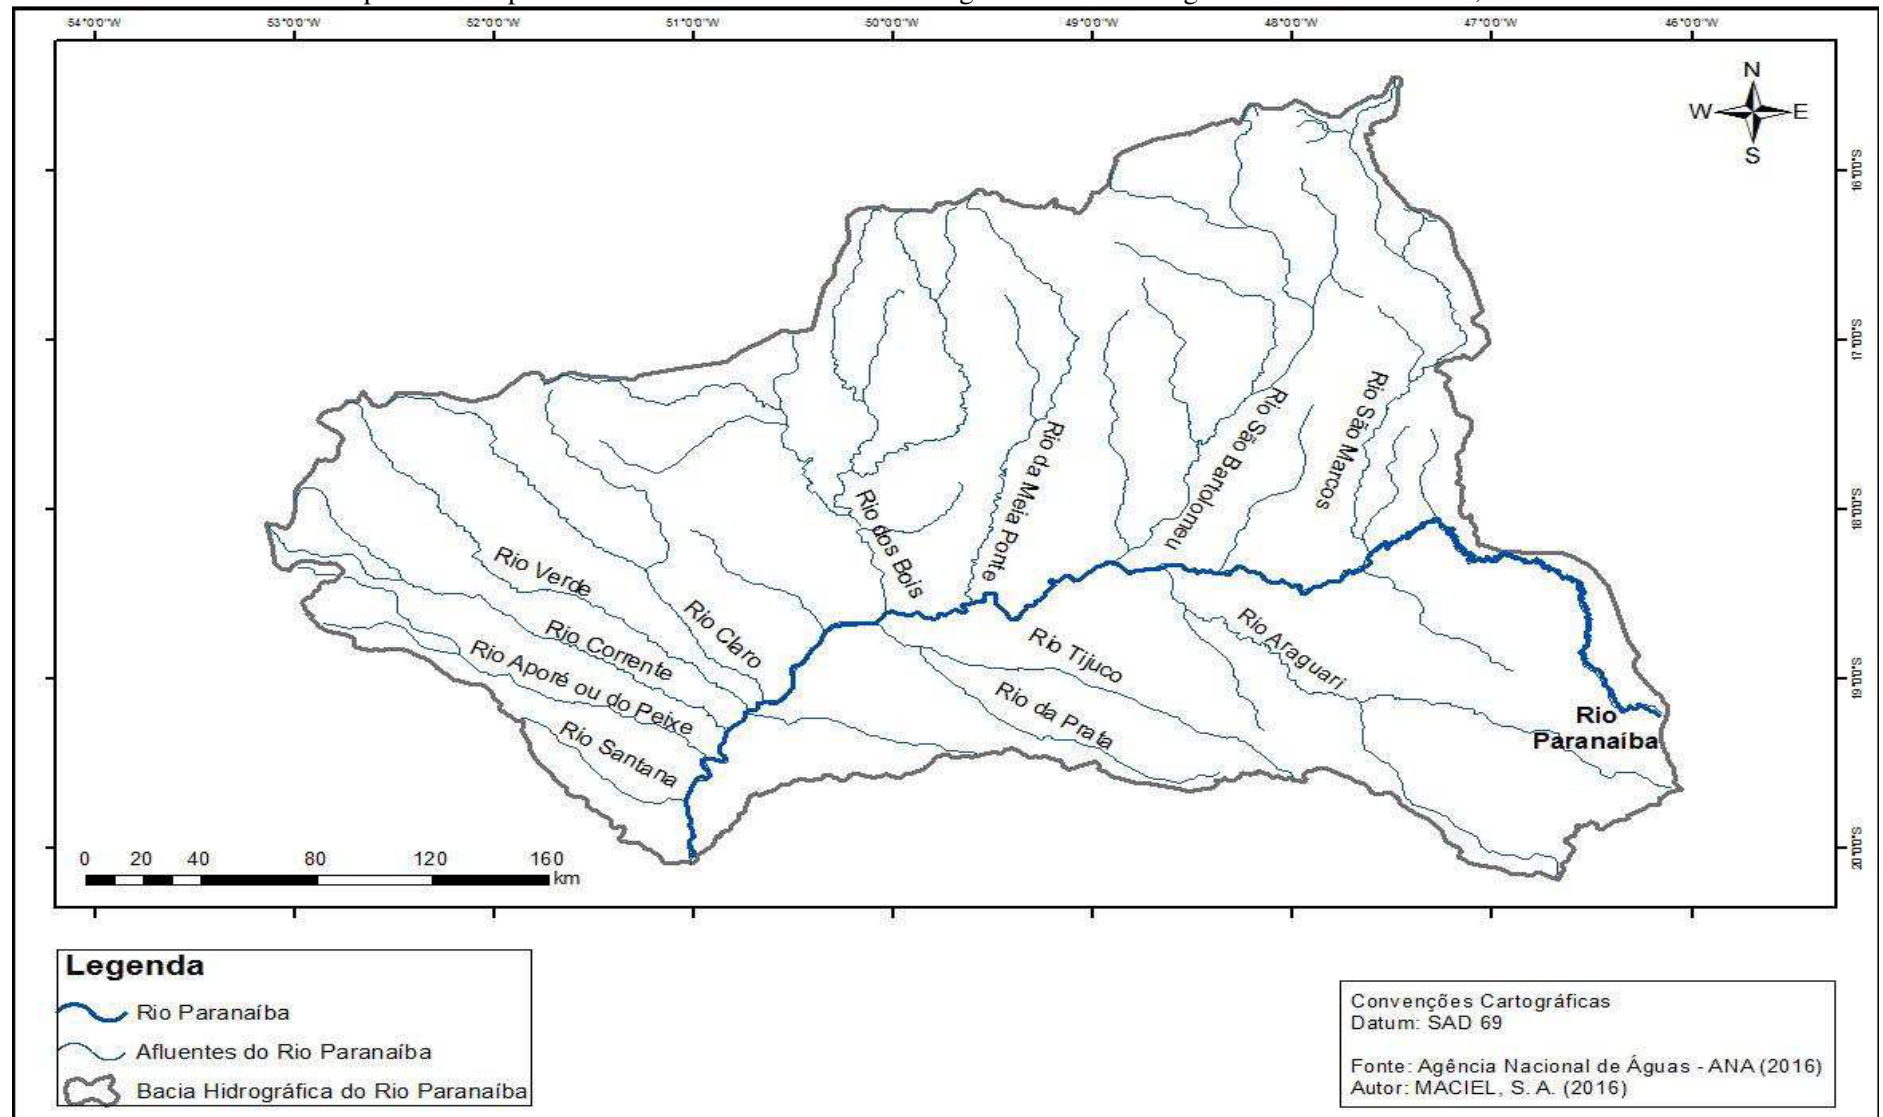 54°0'0"W 53°0'0"W 52°0'0"W 51°0'0"W 50°0'0"W 49°0'0"W 48°0'0"W 47°0'0"W 46°0'0"W
N
W E
S
16°0'0"S
17°0'0"S
18°0'0"S
19°0'0"S
20°0'0"S
Rio São Marcos
Rio São Bartolomeu
Rio da Meia Ponte
Rio dos Bois
Rio Verde
Rio Claro
Rio Corrente
Rio Aporé ou do Peixe
Rio Santana
Rio Tijuco
Rio da Prata
Rio Araguari
Rio
Paranaíba
0 20 40 80 120 160
km
Legenda
Rio Paranaíba
Afluentes do Rio Paranaíba
Bacia Hidrográfica do Rio Paranaíba
Convenções Cartográficas
Datum: SAD 69
Fonte: Agência Nacional de Águas - ANA (2016)
Autor: MACIEL, S. A. (2016)